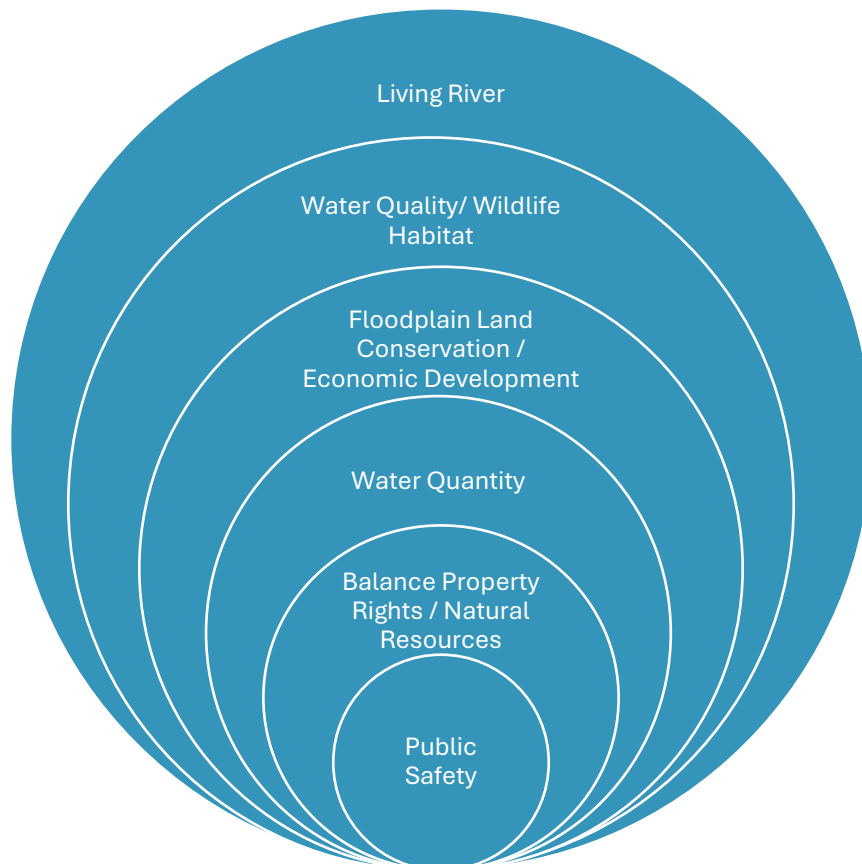 Living River
Water Quality/ Wildlife
Habitat
Floodplain Land
Conservation /
Economic Development
Water Quantity
Balance Property
Rights / Natural
Resources
Public
Safety